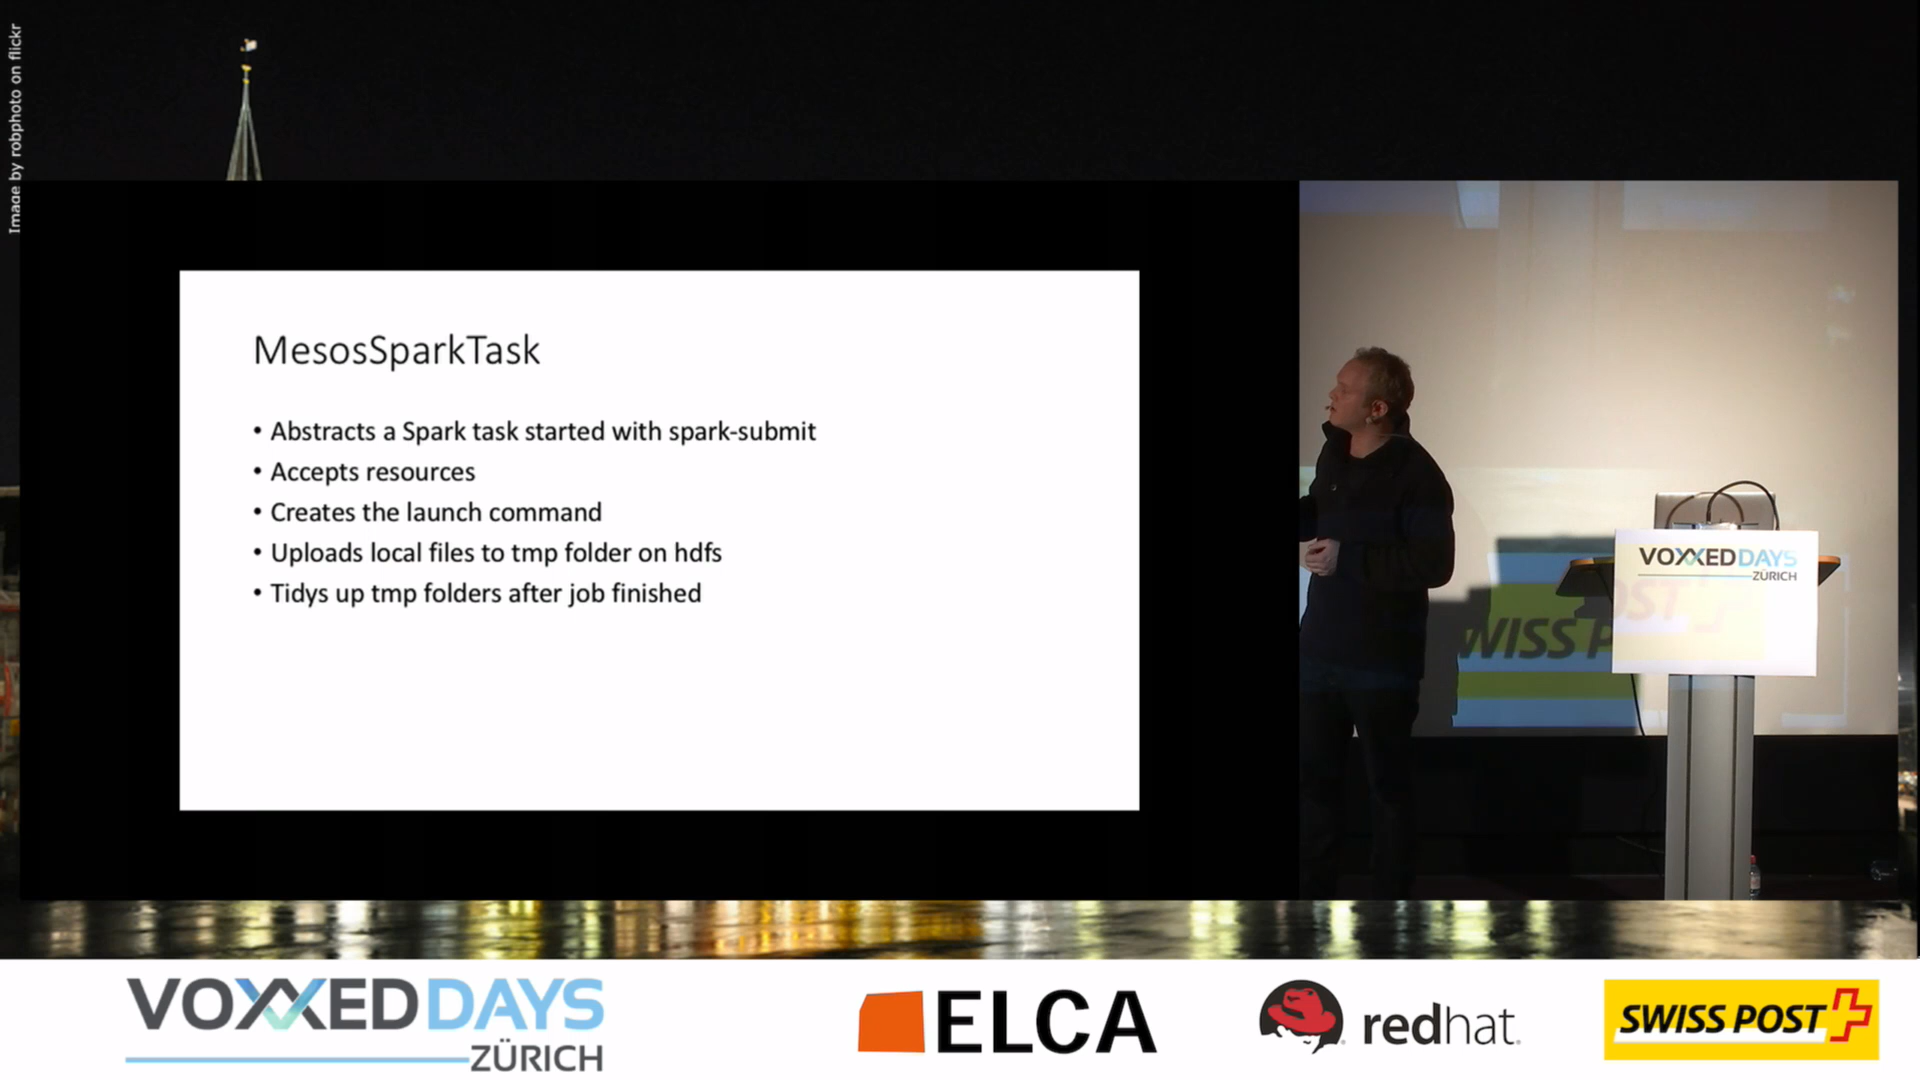 Image by robphoto on flickr
MesosSparkTask
• Abstracts a Spark task started with spark-submit
• Accepts resources
• Creates the launch command
• Uploads local files to tmp folder on hdfs
• Tidys up tmp folders after job finished
VOXXEDDAYS
ZÜRICH
OST
WISS P
VOXXEDDAYS
ZÜRICH
ELCA
redhat.
SWISS POST